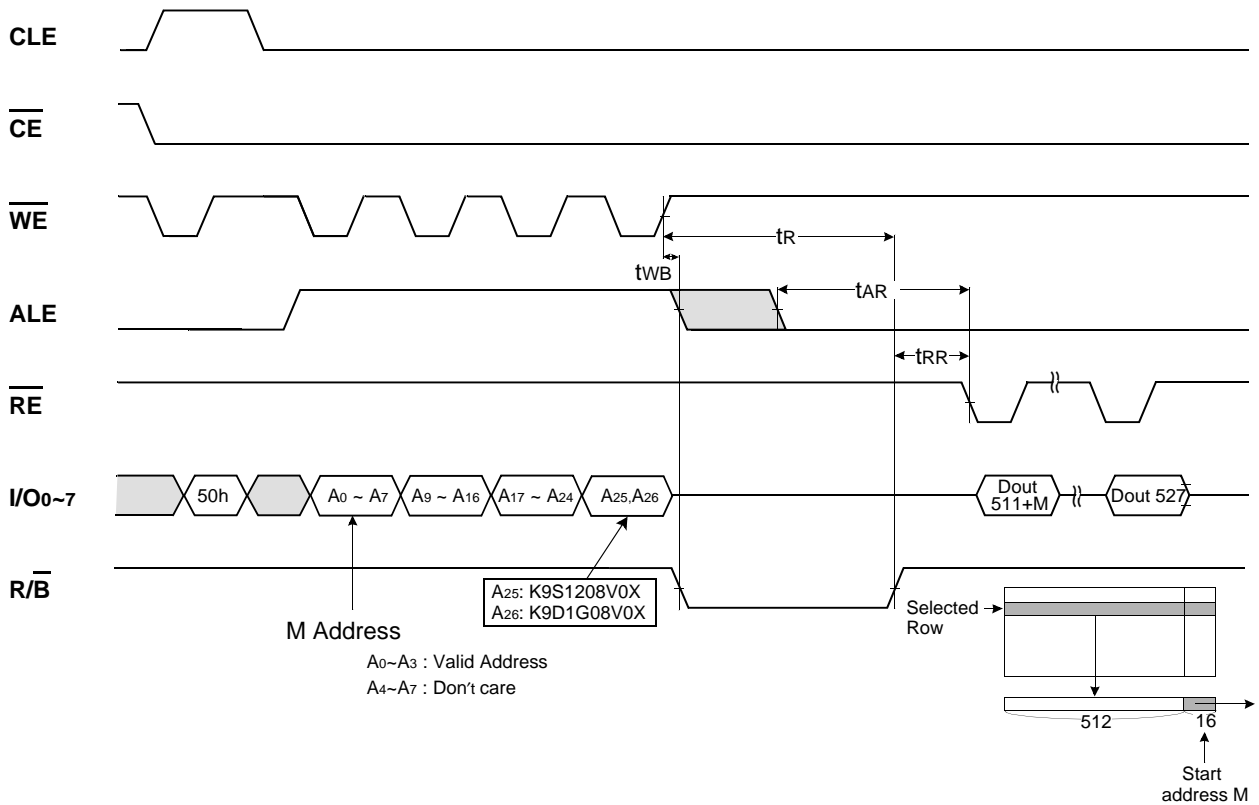 CLE
CE
WE
tR
tWB
ALE
tAR
tRR
RE
I/O0~7
50h
A0 ~ A7
A9 ~ A16
A17 ~ A24
A25,A26
Dout
511+M
Dout 527
R/B
A25: K9S1208V0X
A26: K9D1G08V0X
M Address
A0~A3 : Valid Address
A4~A7 : Don't care
Selected
Row
512
16
Start
address M